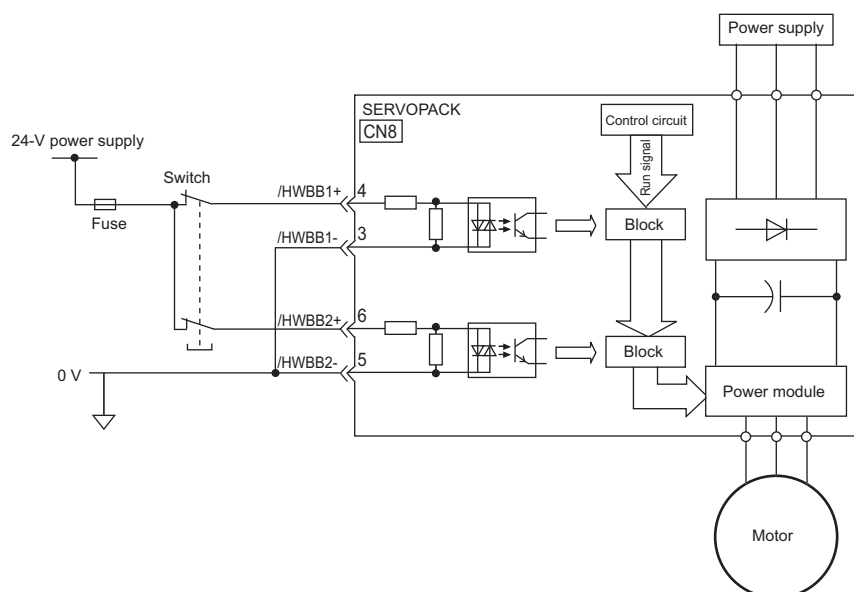 Power supply
SERVOPACK
CN8
Control circuit
24-V power supply
Run signal
Switch
/HWBB1+
4
Fuse
Block
/HWBB1-
3
/HWBB2+
6
Block
/HWBB2-
5
0 V
Power module
Motor